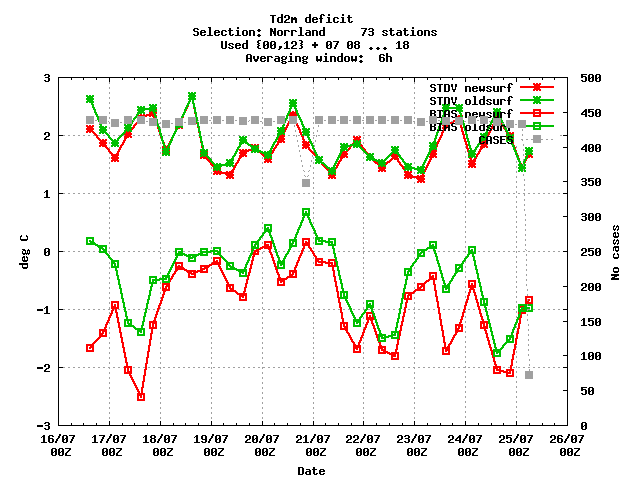 Td2m deficit
Selection: Norrland 73 stations
Used {00,12} + 07 08 ... 18
Averaging window: 6h
STDV newsurf
STDV oldsurf
BIAS newsurf
BIAS oldsurf
CASES
3
2
1
0
-1
-2
-3
deg C
500
450
400
350
300
250
200
150
100
50
0
No cases
16/07 17/07 18/07 19/07 20/07 21/07 22/07 23/07 24/07 25/07 26/07
00Z 00Z 00Z 00Z 00Z 00Z 00Z 00Z 00Z 00Z 00Z
Date